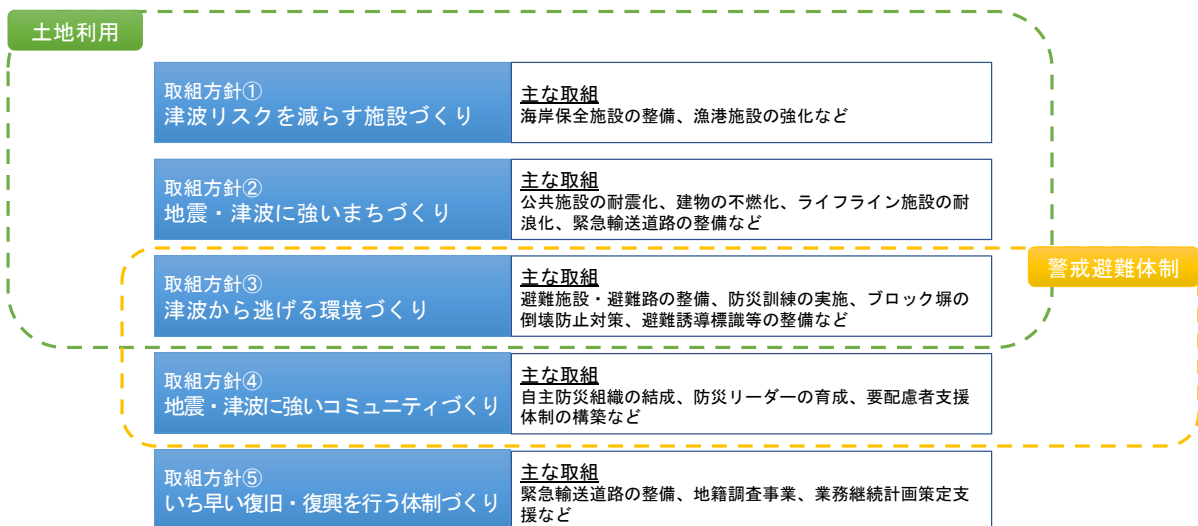 土地利用
取組方針①
津波リスクを減らす施設づくり
主な取組
海岸保全施設の整備、漁港施設の強化など
取組方針②
地震・津波に強いまちづくり
主な取組
公共施設の耐震化、建物の不燃化、ライフライン施設の耐
浪化、緊急輸送道路の整備など
警戒避難体制
取組方針③
津波から逃げる環境づくり
主な取組
避難施設・避難路の整備、防災訓練の実施、ブロック塀の
倒壊防止対策、避難誘導標識等の整備など
取組方針④
地震・津波に強いコミュニティづくり
主な取組
自主防災組織の結成、防災リーダーの育成、要配慮者支援
体制の構築など
取組方針⑤
いち早い復旧・復興を行う体制づくり
主な取組
緊急輸送道路の整備、地籍調査事業、業務継続計画策定支
援など